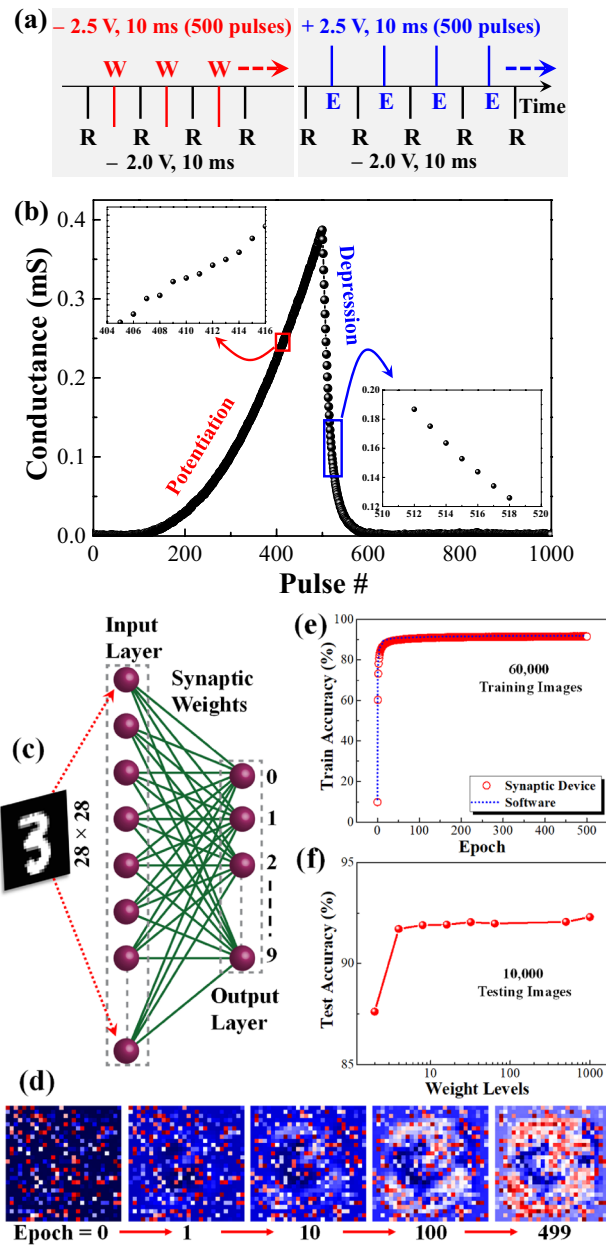 (a)
– 2.5 V, 10 ms (500 pulses)
+ 2.5 V, 10 ms (500 pulses)
W W W
E E E E
Time
R R R R
R R R R R
– 2.0 V, 10 ms
– 2.0 V, 10 ms
(b)
Conductance (mS)
0.4
0.3
0.2
0.1
0.0
0 200 400 600 800 1000
Pulse #
404 406 408 410 412 414 416
Potentiation
Depression
0.20
0.18
0.16
0.14
0.12
510 512 514 516 518 520
(c)
Input
Layer
Synaptic
Weights
28 × 28
0
1
2
9
Output
Layer
(e)
Train Accuracy (%)
100
90
80
70
60
50
40
30
20
10
0
60,000
Training Images
Synaptic Device
Software
0 100 200 300 400 500
Epoch
(f)
Test Accuracy (%)
95
90
85
10,000
Testing Images
10 100 1000
Weight Levels
(d)
Epoch = 0 1 10 100 499